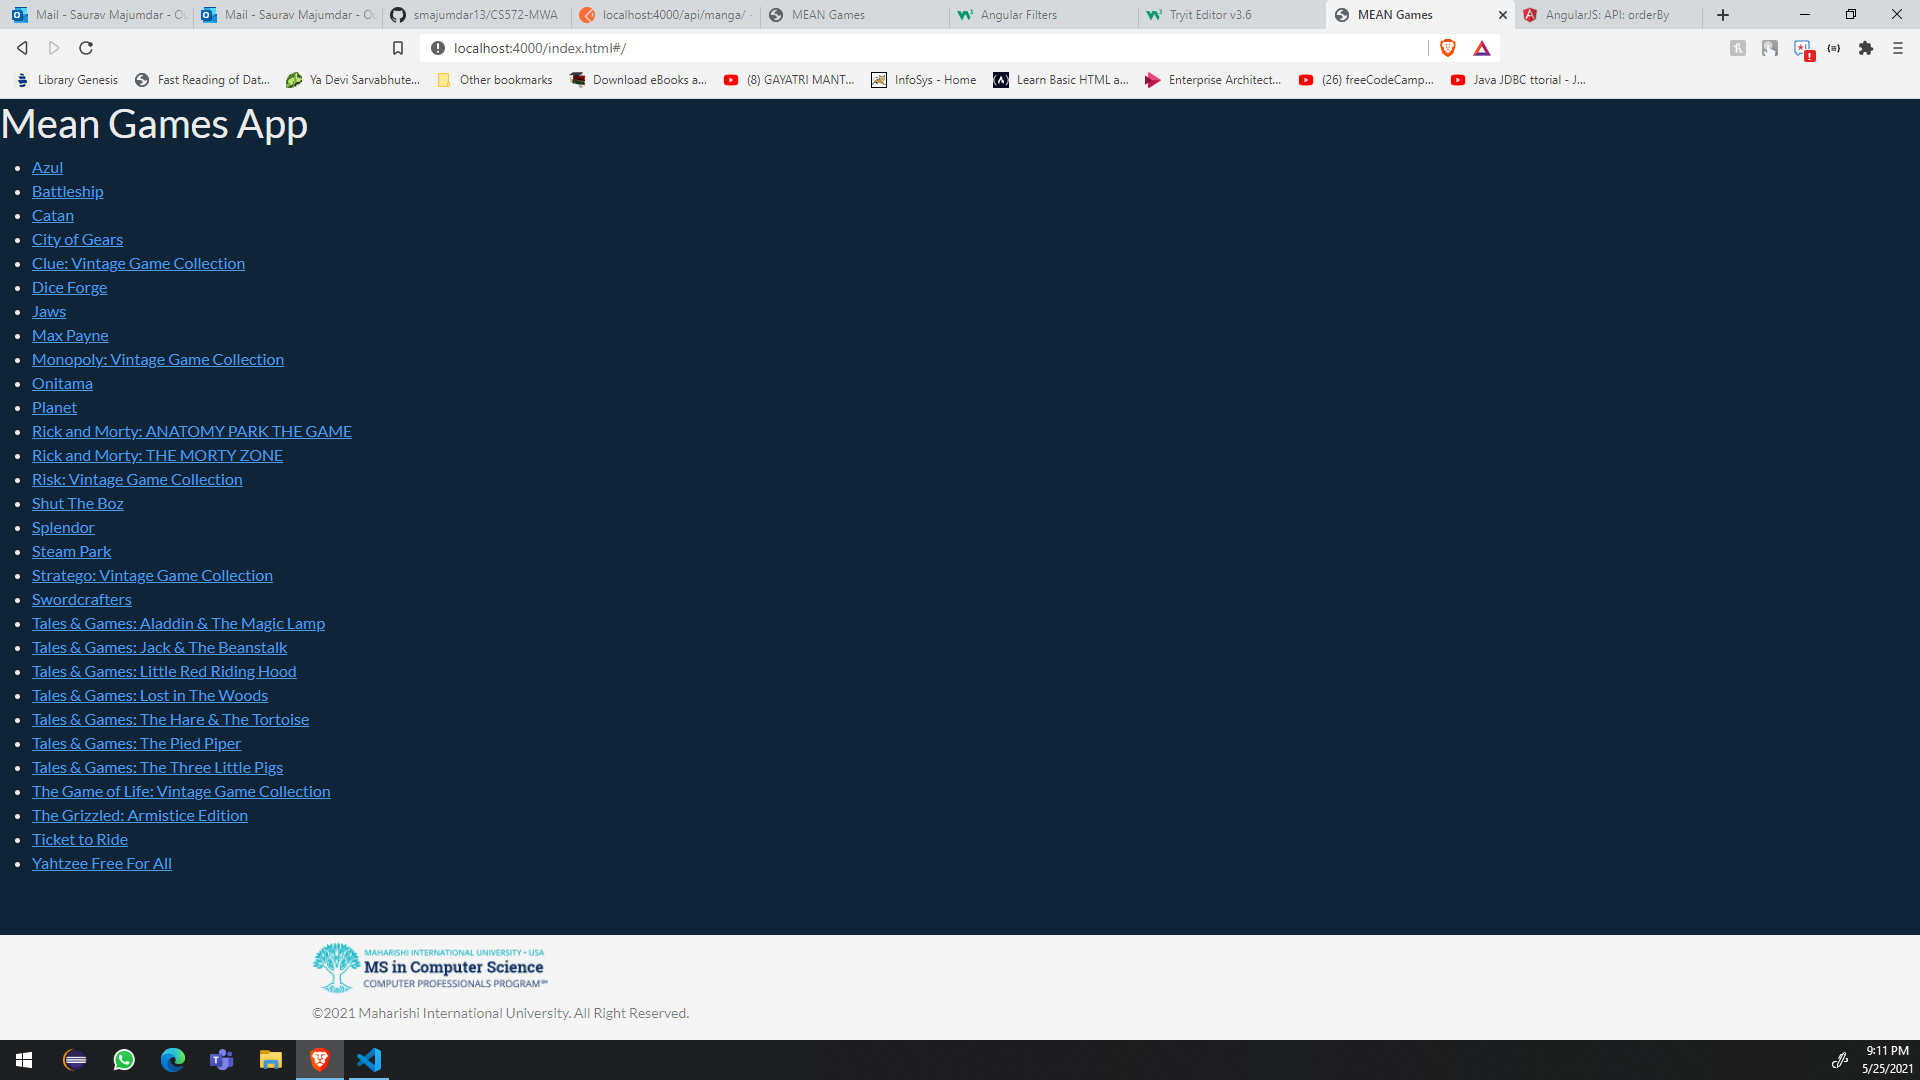 Mail - Saurav Majumdar - Ou
Mail - Saurav Majumdar - Ou
smajumdar13/CS572-MWA
localhost:4000/api/manga/ -
MEAN Games
Angular Filters
Tryit Editor v3.6
MEAN Games
AngularJS: API: orderBy
localhost:4000/index.html#/
Library Genesis
Fast Reading of Dat...
Ya Devi Sarvabhute...
Other bookmarks
Download eBooks a...
(8) GAYATRI MANT...
InfoSys - Home
Learn Basic HTML a...
Enterprise Architect...
(26) freeCodeCamp...
Java JDBC ttorial - J...
Mean Games App
Azul
Battleship
Catan
City of Gears
Clue: Vintage Game Collection
Dice Forge
Jaws
Max Payne
Monopoly: Vintage Game Collection
Onitama
Planet
Rick and Morty: ANATOMY PARK THE GAME
Rick and Morty: THE MORTY ZONE
Risk: Vintage Game Collection
Shut The Boz
Splendor
Steam Park
Stratego: Vintage Game Collection
Swordcrafters
Tales & Games: Aladdin & The Magic Lamp
Tales & Games: Jack & The Beanstalk
Tales & Games: Little Red Riding Hood
Tales & Games: Lost in The Woods
Tales & Games: The Hare & The Tortoise
Tales & Games: The Pied Piper
Tales & Games: The Three Little Pigs
The Game of Life: Vintage Game Collection
The Grizzled: Armistice Edition
Ticket to Ride
Yahtzee Free For All
MAHARISHI INTERNATIONAL UNIVERSITY • USA
MS in Computer Science
COMPUTER PROFESSIONALS PROGRAM℠
©2021 Maharishi International University. All Right Reserved.
9:11 PM
5/25/2021